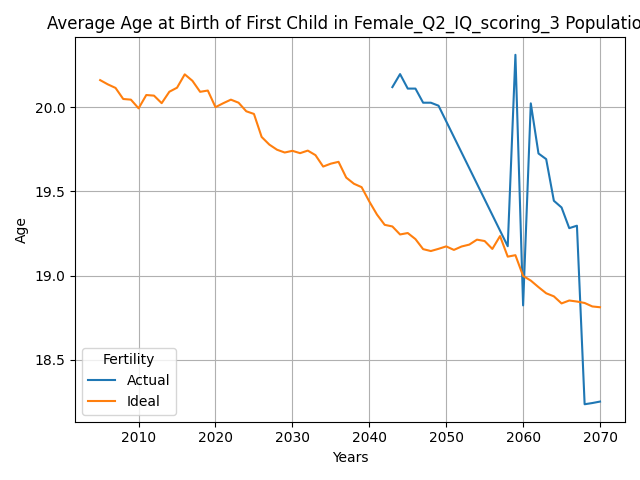 Average Age at Birth of First Child in Female_Q2_IQ_scoring_3 Populatio
20.0
19.5
19.0
18.5
Age
Fertility
Actual
Ideal
2010 2020 2030 2040 2050 2060 2070
Years